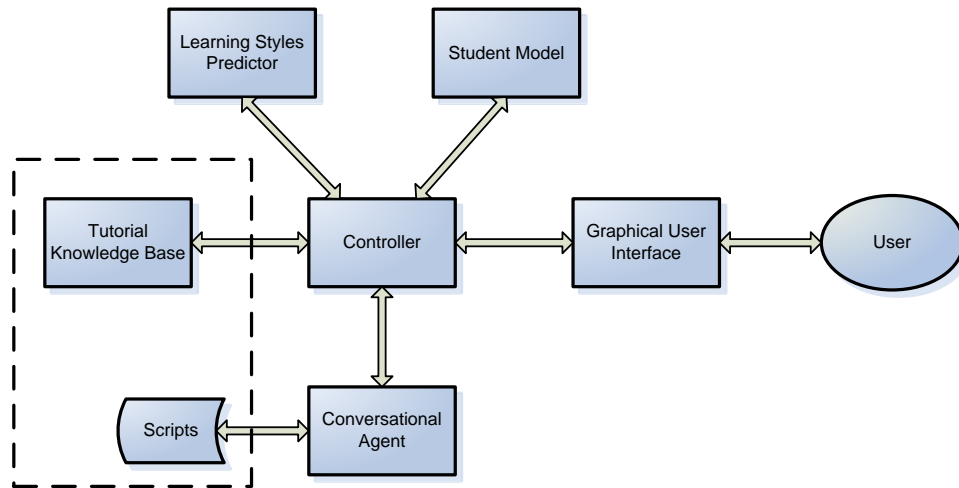 Learning Styles
Predictor
Student Model
Tutorial
Knowledge Base
Controller
Graphical User
Interface
User
Scripts
Conversational
Agent